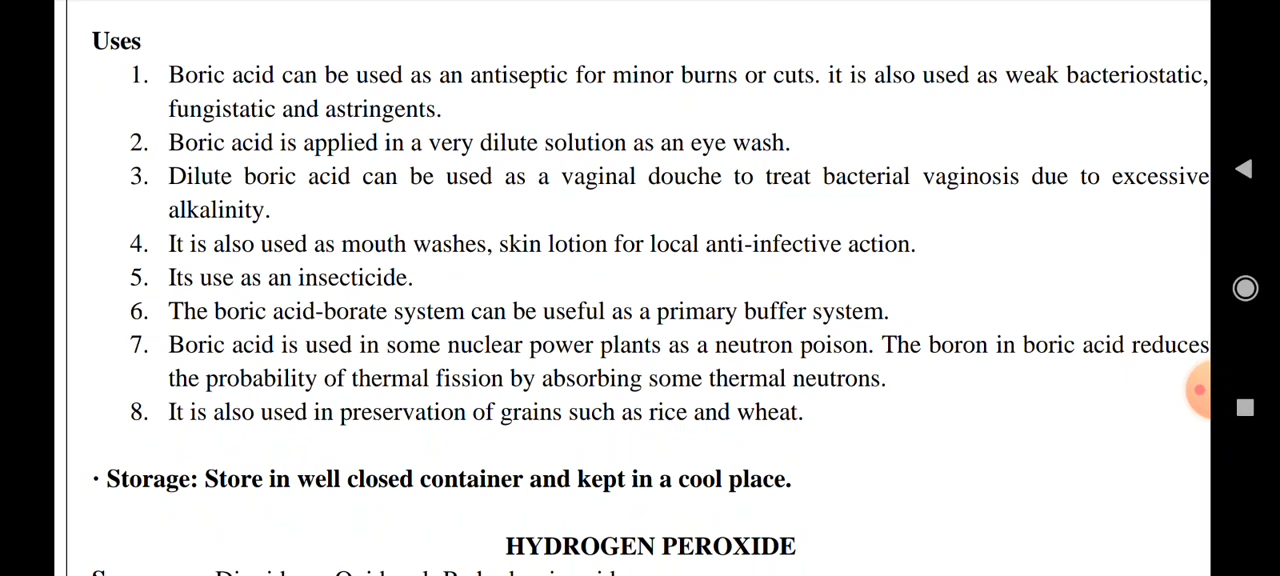 Uses
1. Boric acid can be used as an antiseptic for minor burns or cuts. it is also used as weak bacteriostatic,
fungistatic and astringents.
2. Boric acid is applied in a very dilute solution as an eye wash.
3. Dilute boric acid can be used as a vaginal douche to treat bacterial vaginosis due to excessive
alkalinity.
4. It is also used as mouth washes, skin lotion for local anti-infective action.
5. Its use as an insecticide.
6. The boric acid-borate system can be useful as a primary buffer system.
7. Boric acid is used in some nuclear power plants as a neutron poison. The boron in boric acid reduces
the probability of thermal fission by absorbing some thermal neutrons.
8. It is also used in preservation of grains such as rice and wheat.
· Storage: Store in well closed container and kept in a cool place.
HYDROGEN PEROXIDE